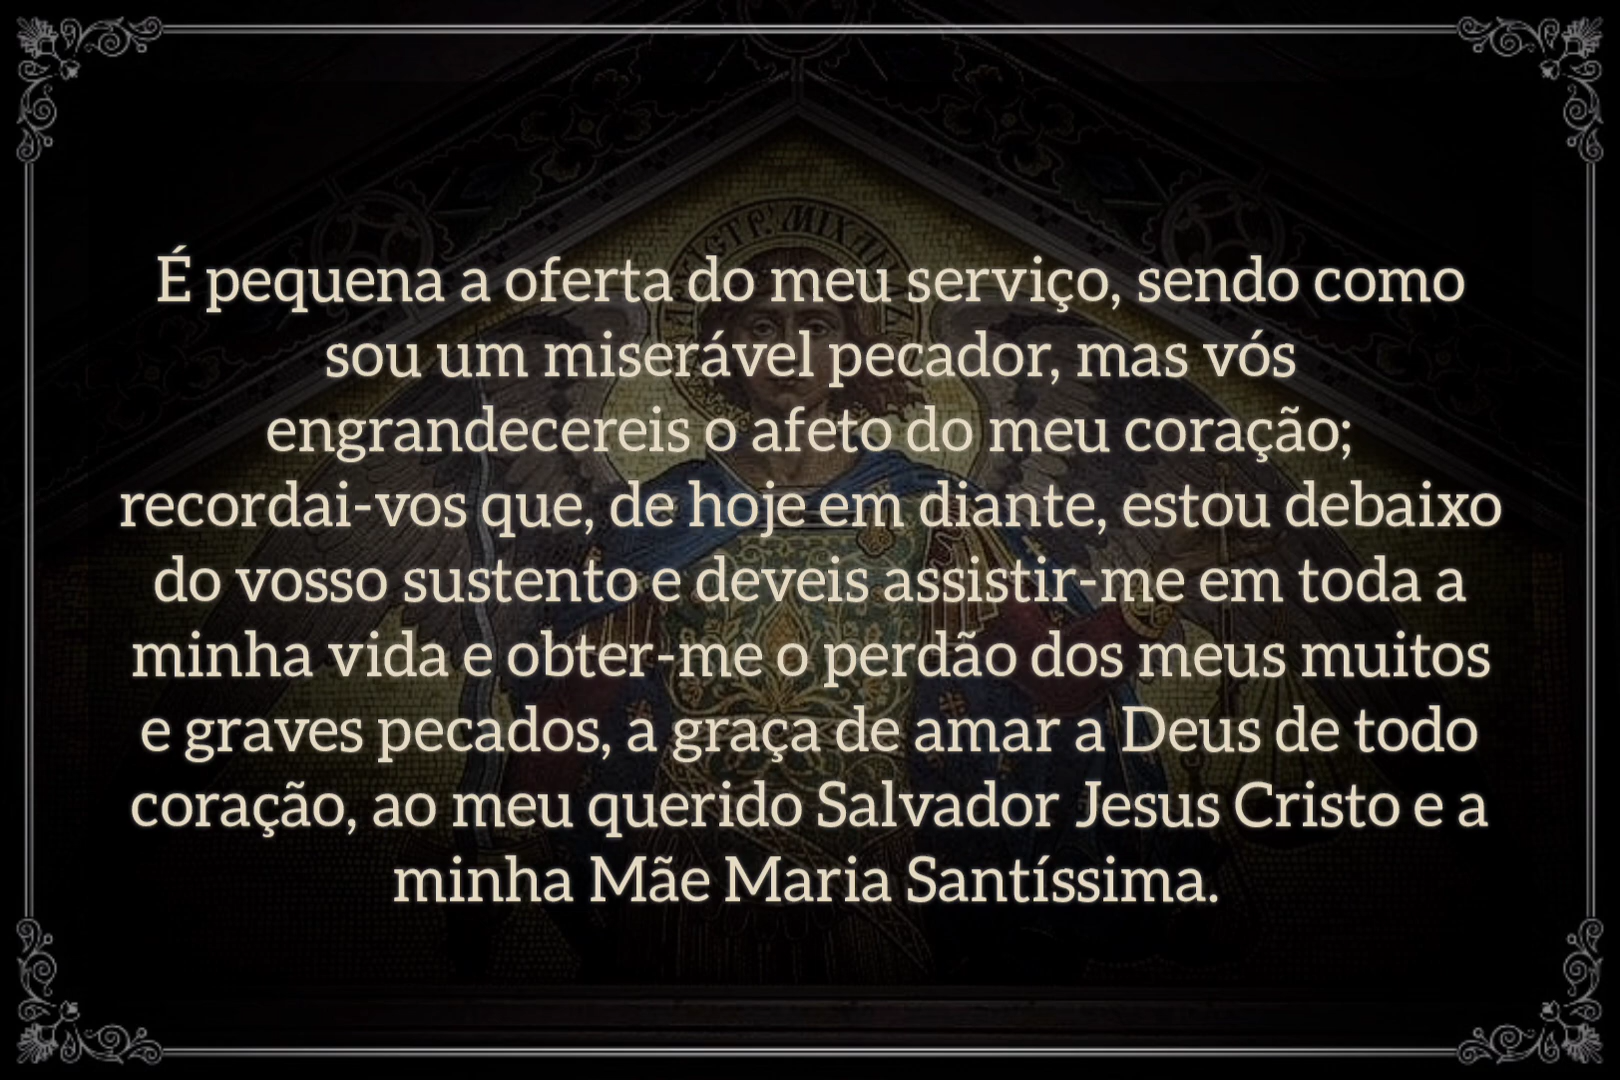 É pequena a oferta do meu serviço, sendo como
sou um miserável pecador, mas vós
engrandecereis o afeto do meu coração;
recordai-vos que, de hoje em diante, estou debaixo
do vosso sustento e deveis assistir-me em toda a
minha vida e obter-me o perdão dos meus muitos
e graves pecados, a graça de amar a Deus de todo
coração, ao meu querido Salvador Jesus Cristo e a
minha Mãe Maria Santíssima.